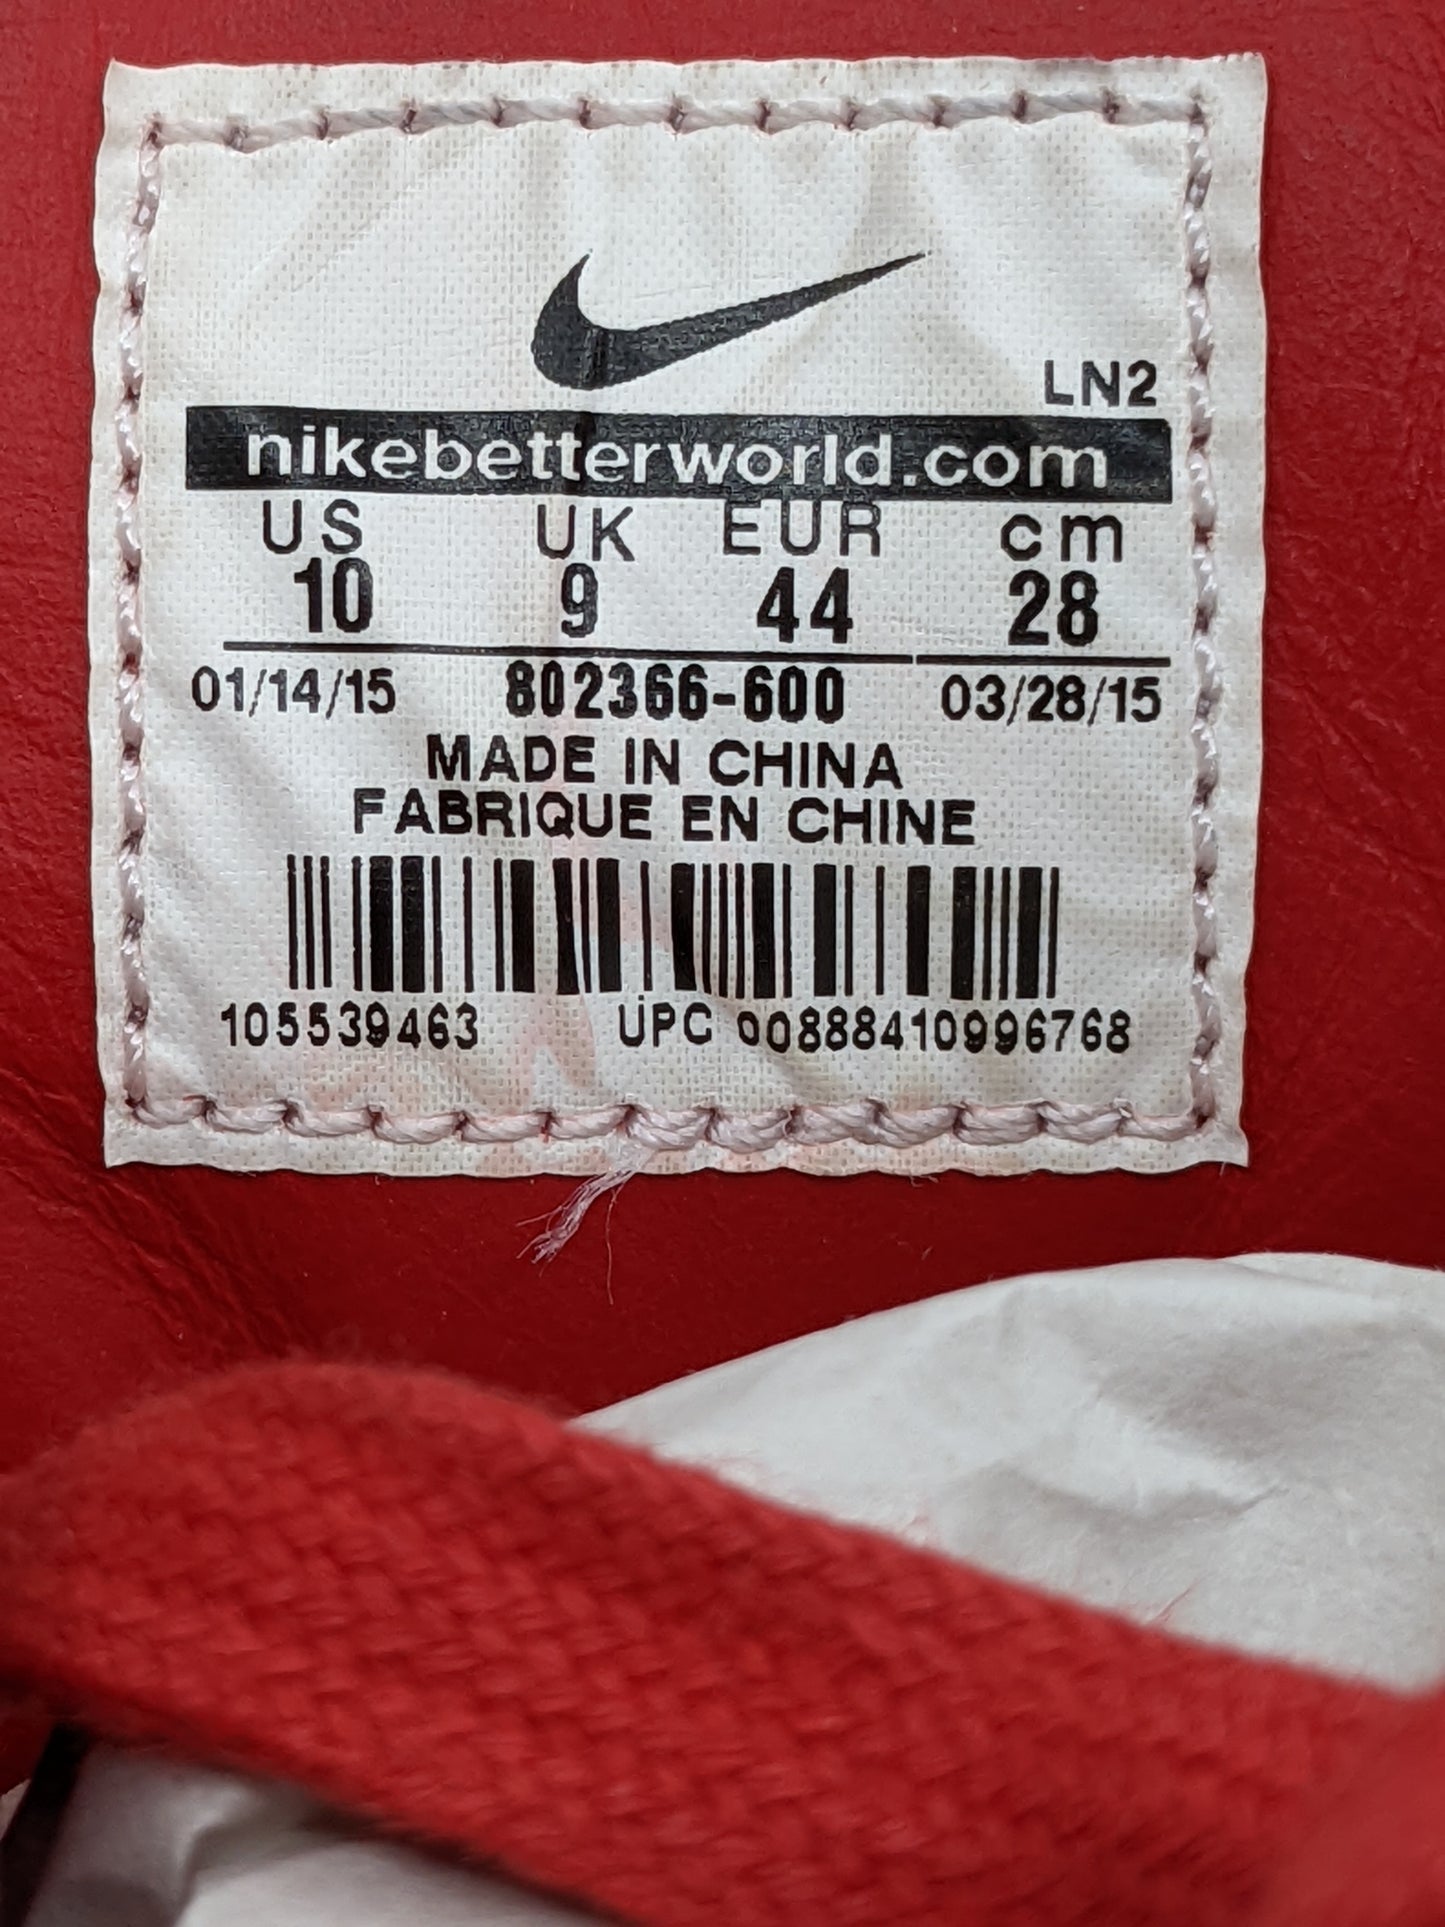 LN2
nikebetterworld.com
US UK EUR cm
10 9 44 28
01/14/15 802366-600 03/28/15
MADE IN CHINA
FABRIQUE EN CHINE
105539463 UPC 00888410996768